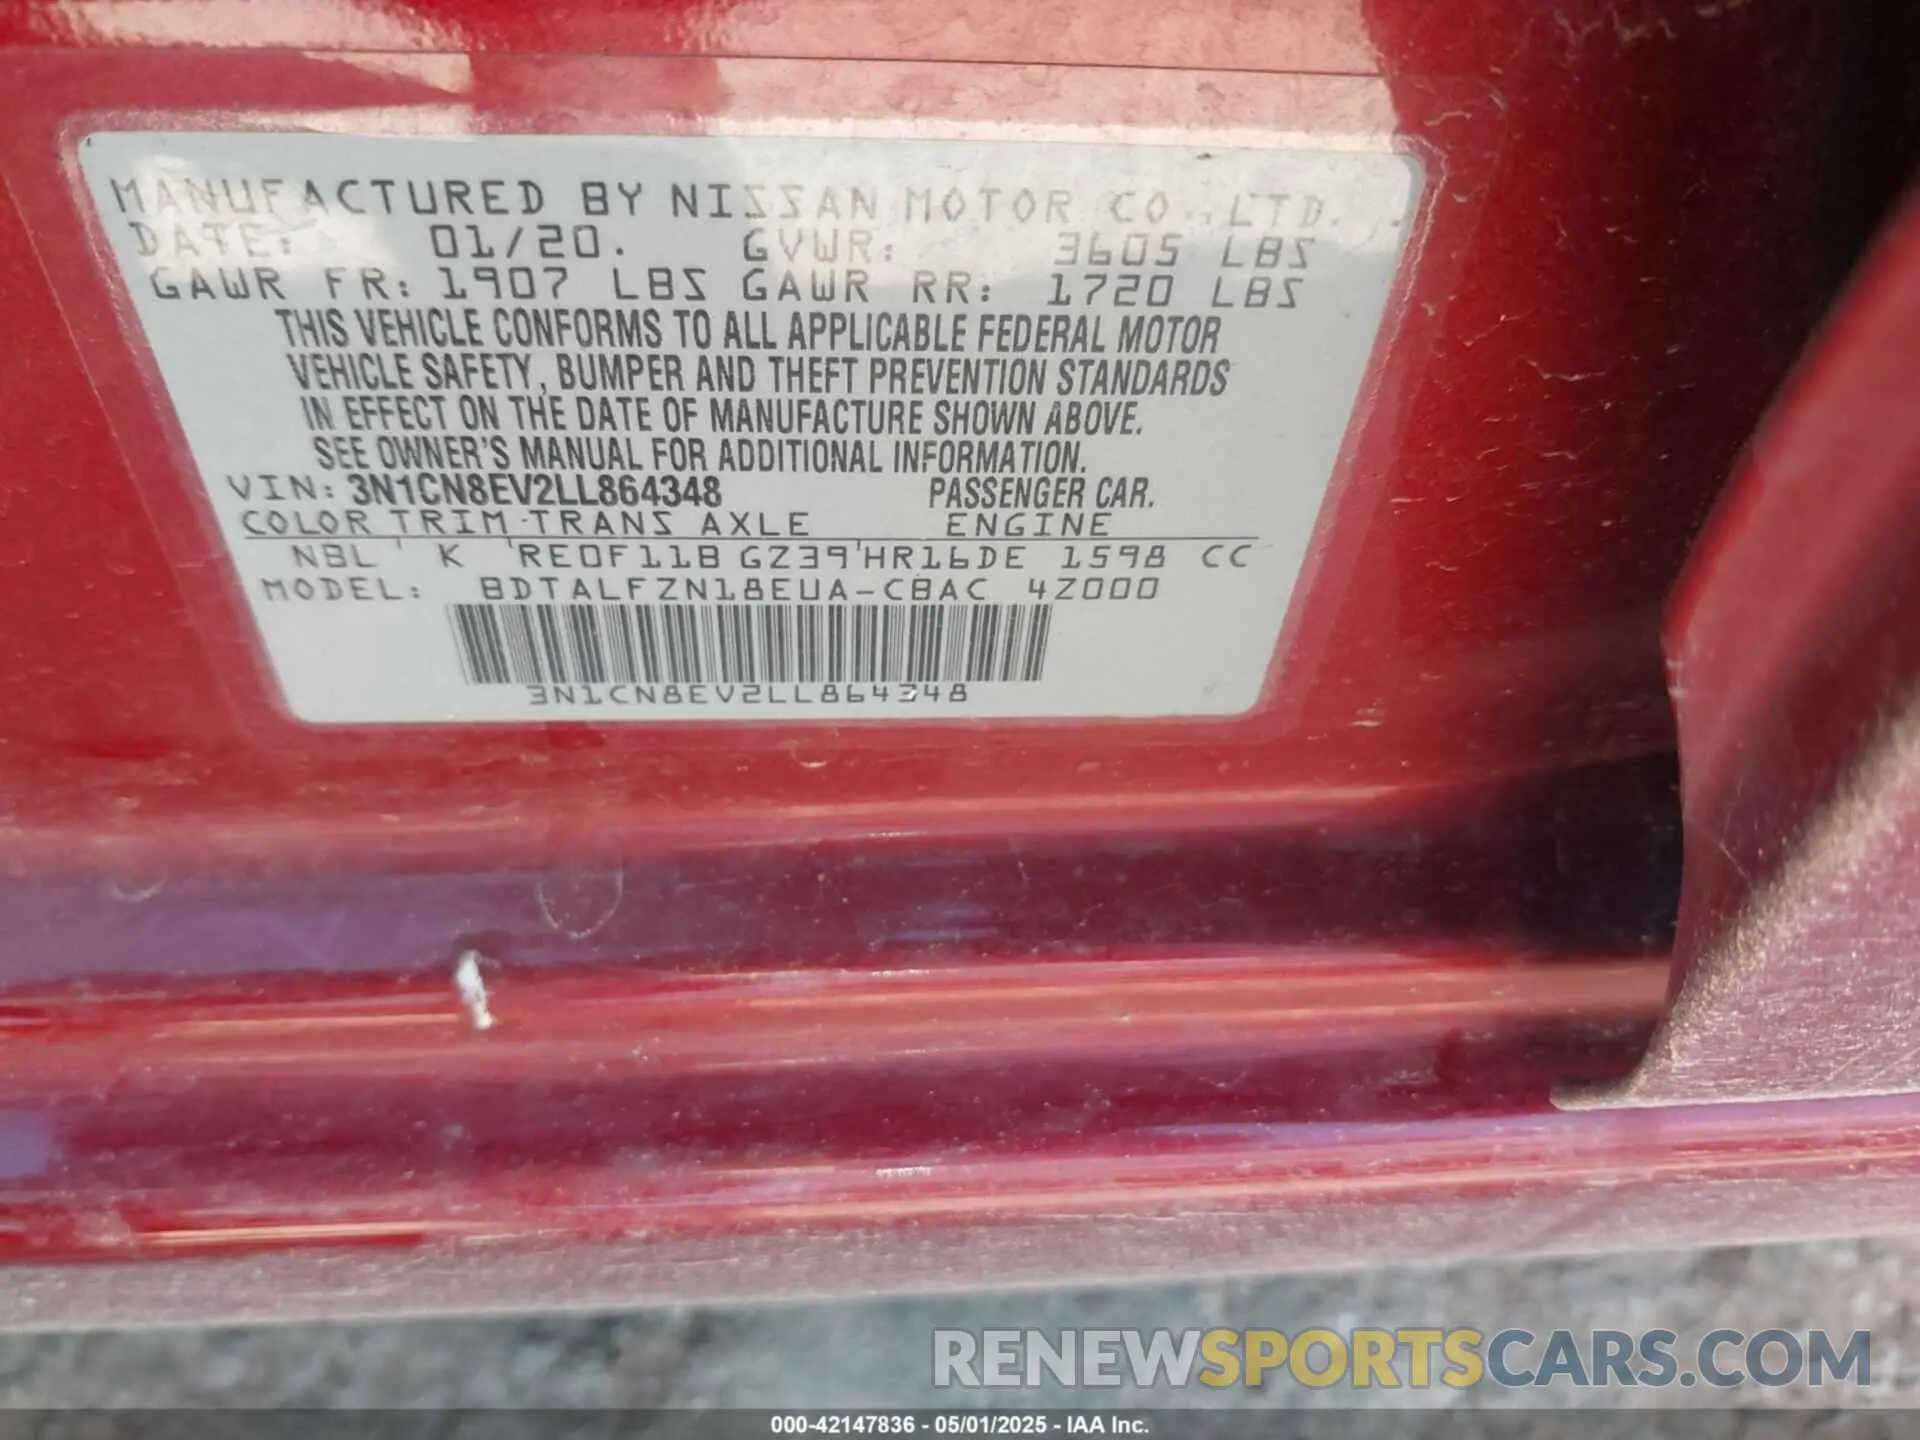 MANUFACTURED BY NISSAN MOTOR CO., LTD.
DATE: 01/20. GVWR: 3605 LBS
GAWR FR: 1907 LBS GAWR RR: 1720 LBS
THIS VEHICLE CONFORMS TO ALL APPLICABLE FEDERAL MOTOR
VEHICLE SAFETY, BUMPER AND THEFT PREVENTION STANDARDS
IN EFFECT ON THE DATE OF MANUFACTURE SHOWN ABOVE.
SEE OWNER'S MANUAL FOR ADDITIONAL INFORMATION.
VIN: 3N1CN8EV2LL864348 PASSENGER CAR.
COLOR TRIM TRANS AXLE ENGINE
NBL K RE0F11B GZ39 HR16DE 1598 CC
MODEL: BDTALFZN18EUA-CBAC 4Z000
3N1CN8EV2LL864348
RENEWSPORTSCARS.COM
000-42147836 - 05/01/2025 - IAA Inc.